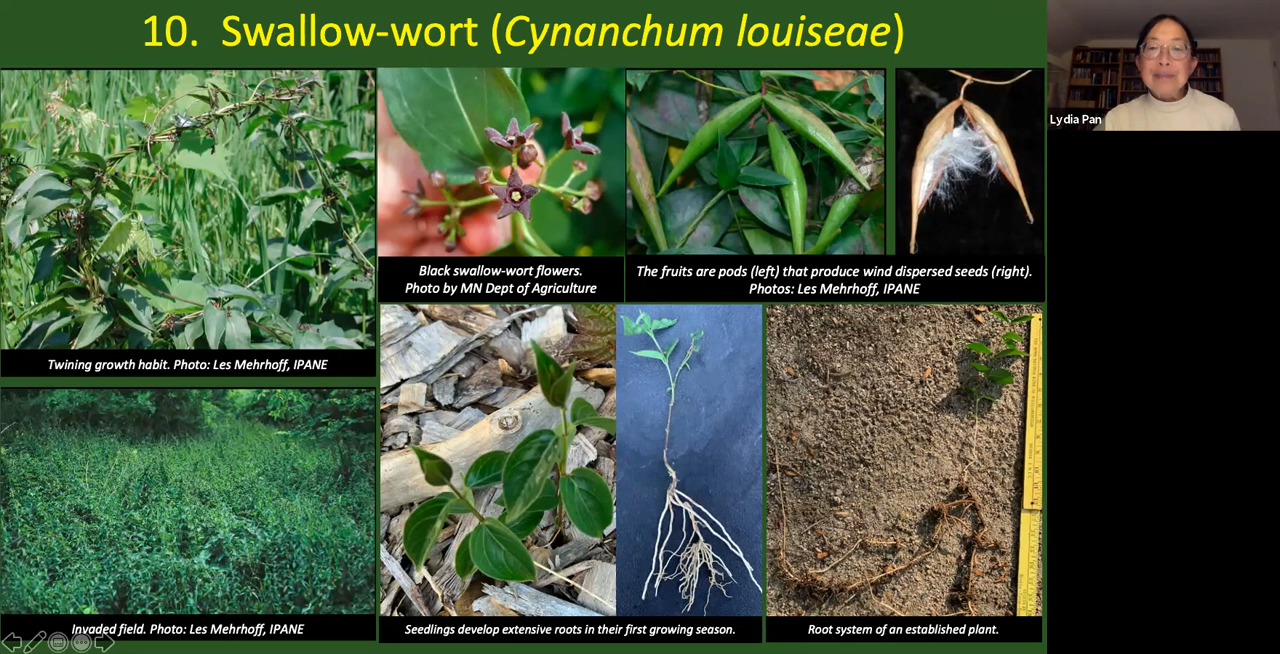 10. Swallow-wort (Cynanchum louiseae)
Lydia Pan
Black swallow-wort flowers.
Photo by MN Dept of Agriculture
The fruits are pods (left) that produce wind dispersed seeds (right).
Photos: Les Mehrhoff, IPANE
Twining growth habit. Photo: Les Mehrhoff, IPANE
Invaded field. Photo: Les Mehrhoff, IPANE
Seedlings develop extensive roots in their first growing season.
Root system of an established plant.